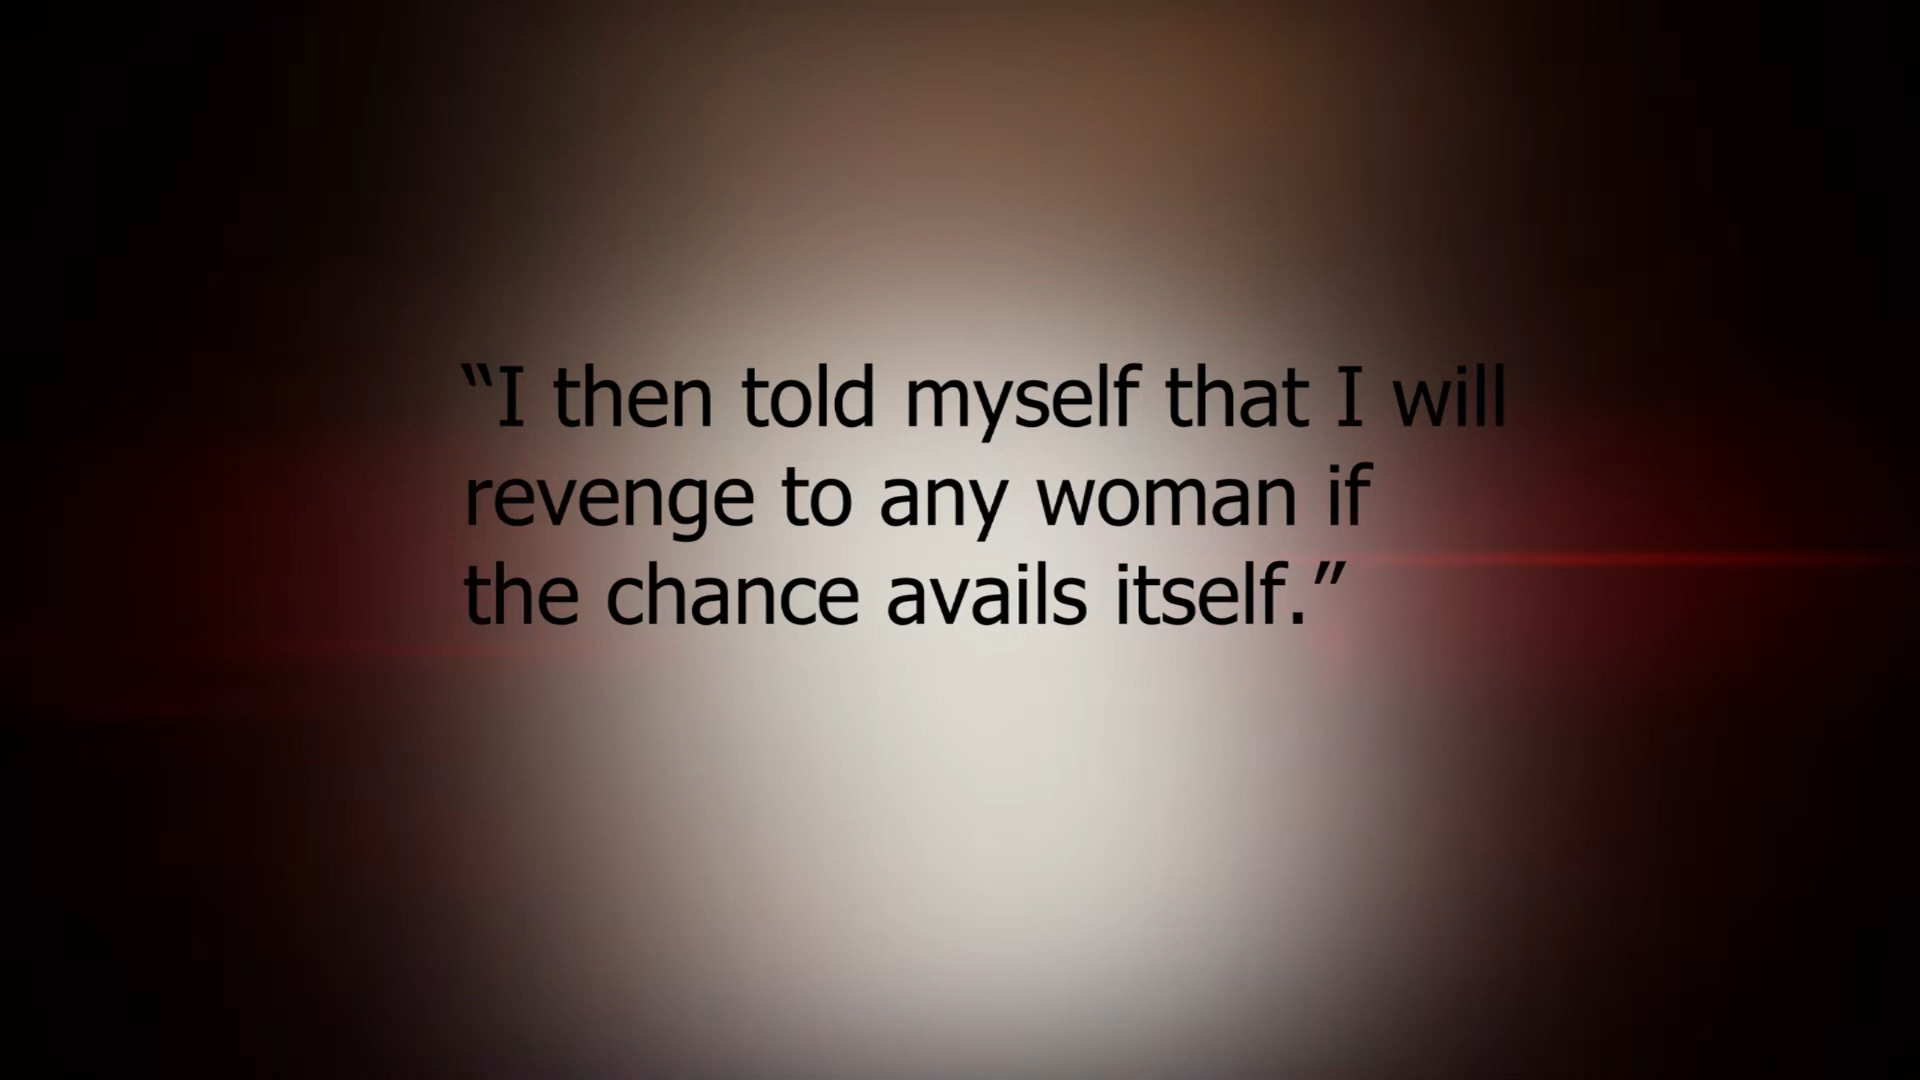 “I then told myself that I will
revenge to any woman if
the chance avails itself.”